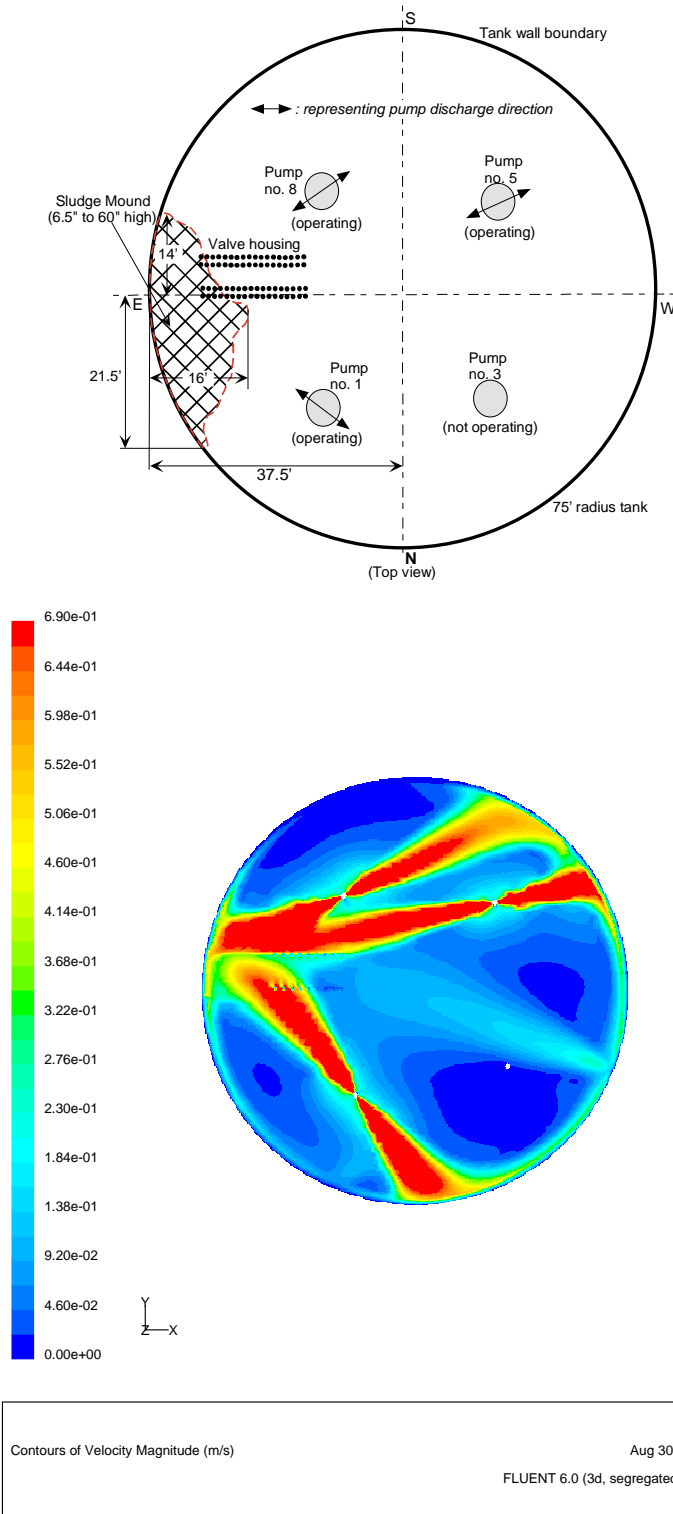 S
Tank wall boundary
: representing pump discharge direction
Pump
no. 8
(operating)
Pump
no. 5
(operating)
Sludge Mound
(6.5" to 60" high)
14'
Valve housing
E
W
21.5'
16'
Pump
no. 1
(operating)
Pump
no. 3
(not operating)
37.5'
75' radius tank
N
(Top view)
6.90e-01
6.44e-01
5.98e-01
5.52e-01
5.06e-01
4.60e-01
4.14e-01
3.68e-01
3.22e-01
2.76e-01
2.30e-01
1.84e-01
1.38e-01
9.20e-02
4.60e-02
0.00e+00
Y
Z
X
Contours of Velocity Magnitude (m/s)
Aug 30
FLUENT 6.0 (3d, segregated